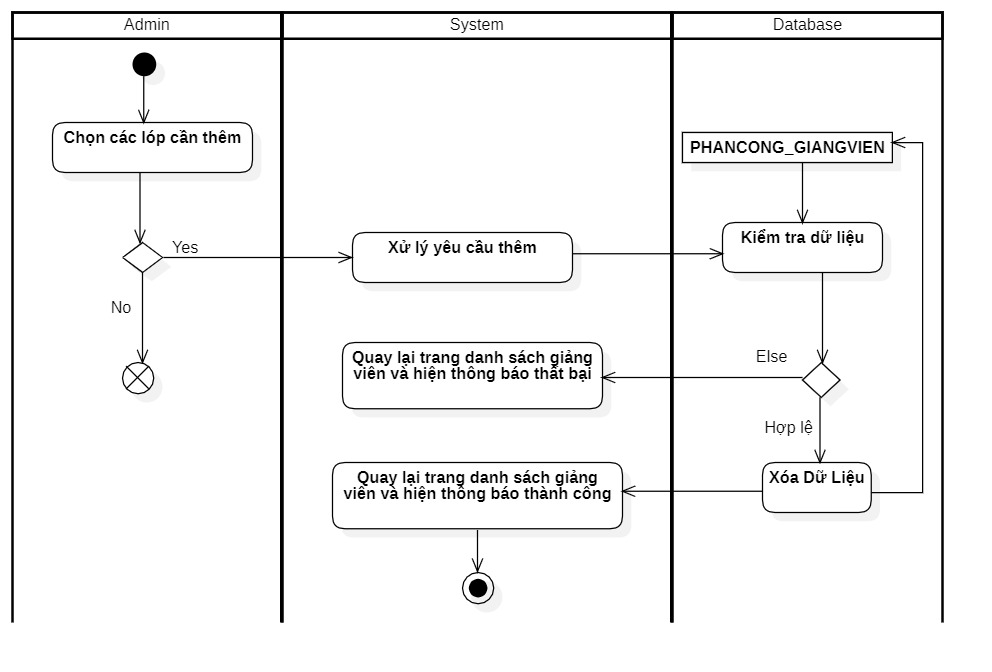 Admin
System
Database
Chọn các lóp cần thêm
PHANCONG_GIANGVIEN
Yes
Xử lý yêu cầu thêm
Kiểm tra dữ liệu
No
Quay lại trang danh sách giảng
viên và hiện thông báo thất bại
Else
Hợp lệ
Quay lại trang danh sách giảng
viên và hiện thông báo thành công
Xóa Dữ Liệu